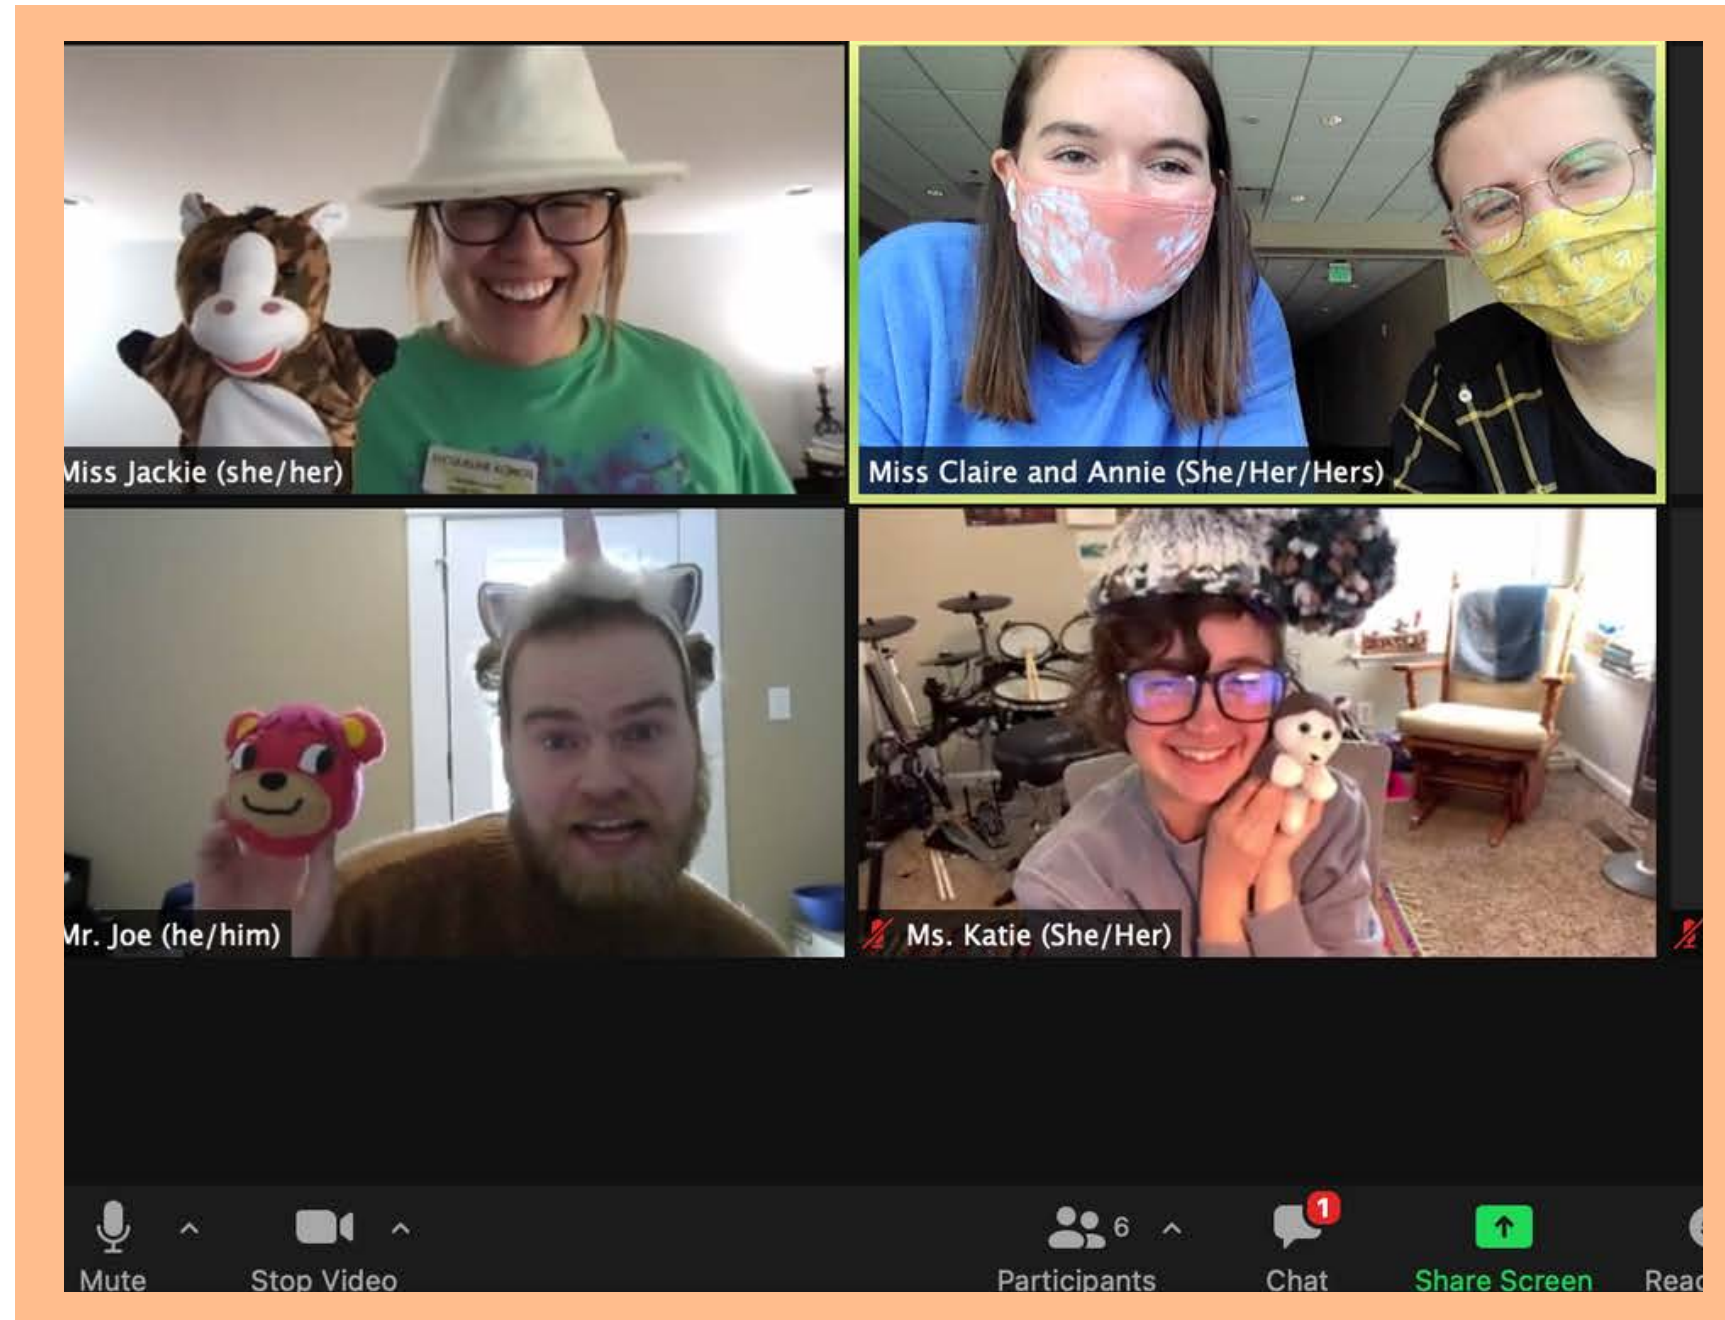 Miss Jackie (she/her)
Miss Claire and Annie (She/Her/Hers)
Mr. Joe (he/him)
Ms. Katie (She/Her)
6
1
Mute
Stop Video
Participants
Chat
Share Screen